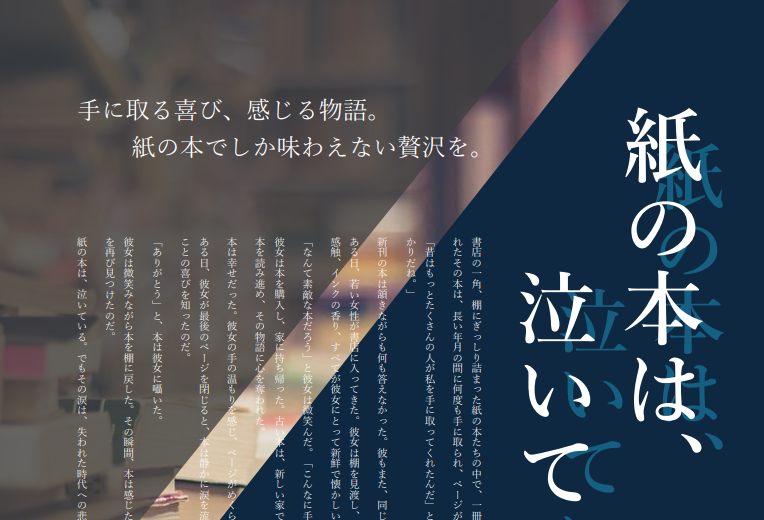 紙の本は、
泣いて
手に取る喜び、感じる物語。
紙の本でしか味わえない贅沢を。
書店の一角、棚にぎっしり詰まった紙の本たちの中で、一冊
れたその本は、長い年月の間に何度も手に取られ、ページが
「昔はもっとたくさんの人が私を手に取ってくれたんだ」と
かりだね。」
新刊の本は頷きながらも何も答えなかった。彼もまた、同じ
ある日、若い女性が書店に入ってきた。彼女は棚を見渡し、
感触、インクの香り、すべてが彼女にとって新鮮で懐かしい
「なんて素敵な本だろう」と彼女は微笑んだ。「こんなに手
彼女は本を購入し、家に持ち帰った。古い本は、新しい家で
本を読み進め、その物語に心を奪われた。
本は幸せだった。彼女の手の温もりを感じ、ページがめくら
ある日、彼女が最後のページを閉じると、本は静かに涙を流
ことの喜びを知ったのだ。
「ありがとう」と、本は彼女に囁いた。
彼女は微笑みながら本を棚に戻した。その瞬間、本は感じた
を再び見つけたのだ。
紙の本は、泣いている。でもその涙は、失われた時代への悲